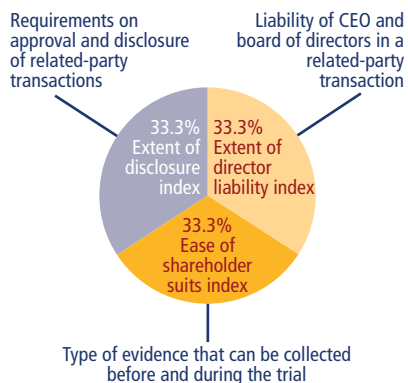 Requirements on
approval and disclosure
of related-party
transactions
Liability of CEO and
board of directors in a
related-party
transaction
33.3%
Extent of
disclosure
index
33.3%
Extent of
director
liability index
33.3%
Ease of
shareholder
suits index
Type of evidence that can be collected
before and during the trial